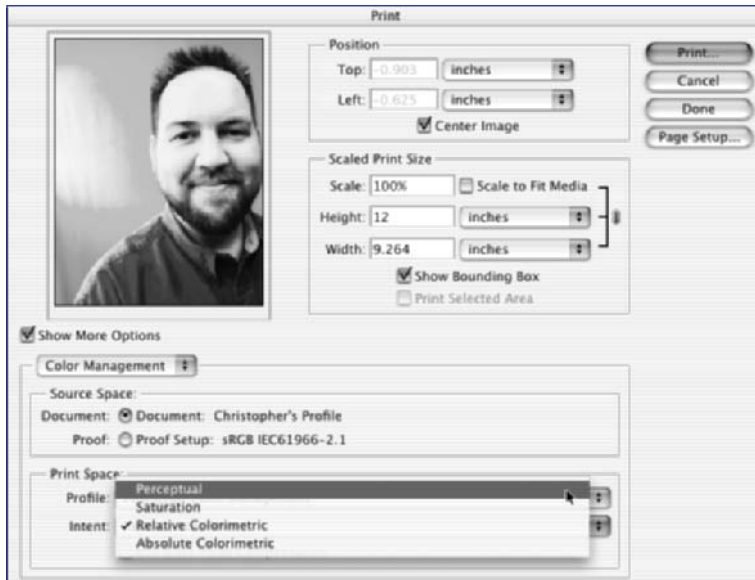 Print
Position
Top: -0.903 inches
Left: -0.625 inches
Center Image
Print...
Cancel
Done
Page Setup...
Scaled Print Size
Scale: 100% Scale to Fit Media
Height: 12 inches
Width: 9.264 inches
Show Bounding Box
Print Selected Area
Show More Options
Color Management
Source Space:
Document: Document: Christopher's Profile
Proof: Proof Setup: sRGB IEC61966-2.1
Print Space:
Profile:
Intent:
Perceptual
Saturation
Relative Colorimetric
Absolute Colorimetric